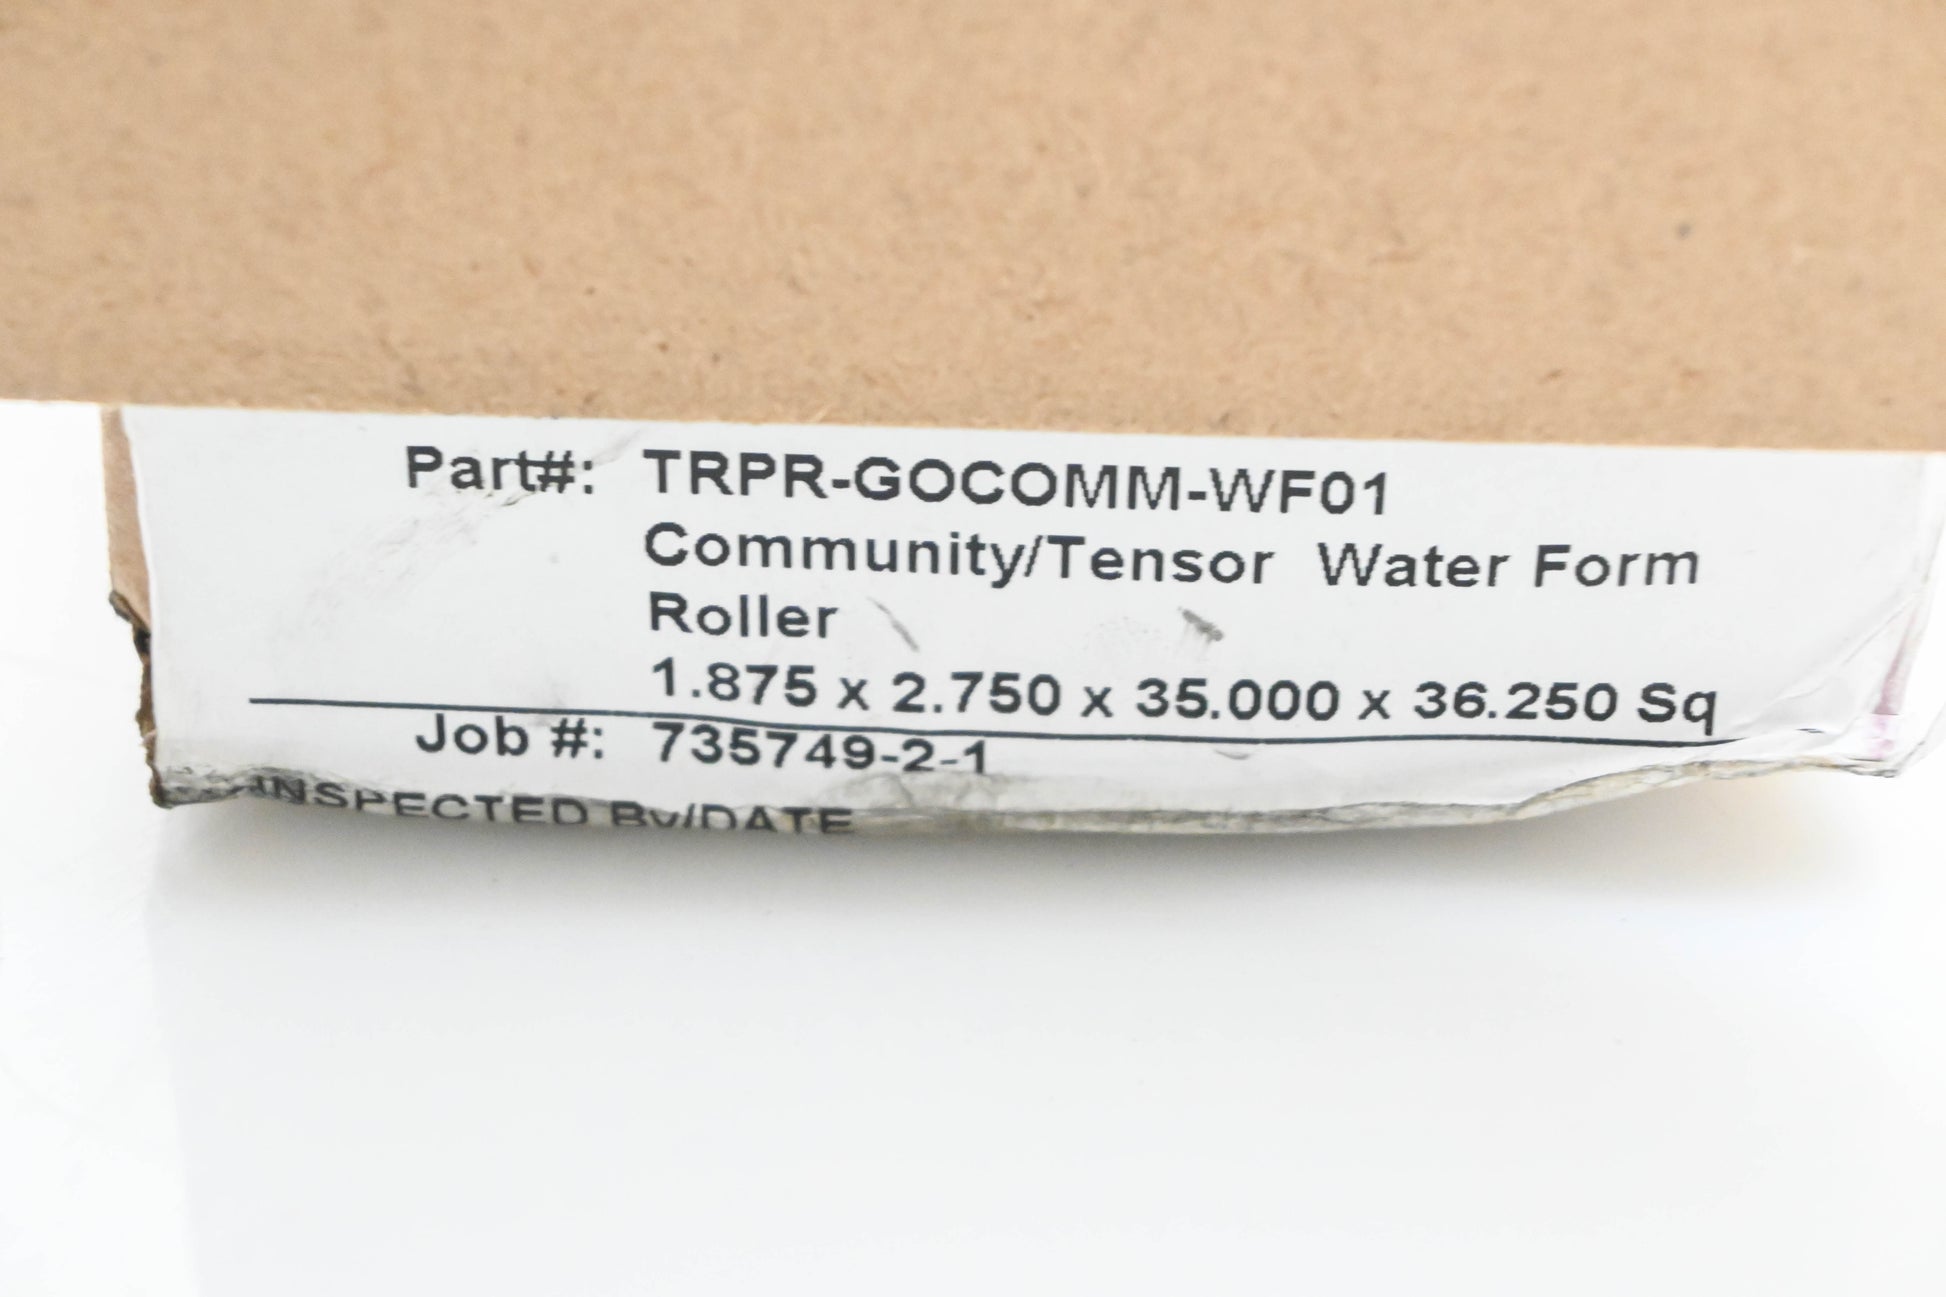 Part#: TRPR-GOCOMM-WF01
Community/Tensor Water Form
Roller
1.875 x 2.750 x 35.000 x 36.250 Sq
Job #: 735749-2-1
INSPECTED By/DATE